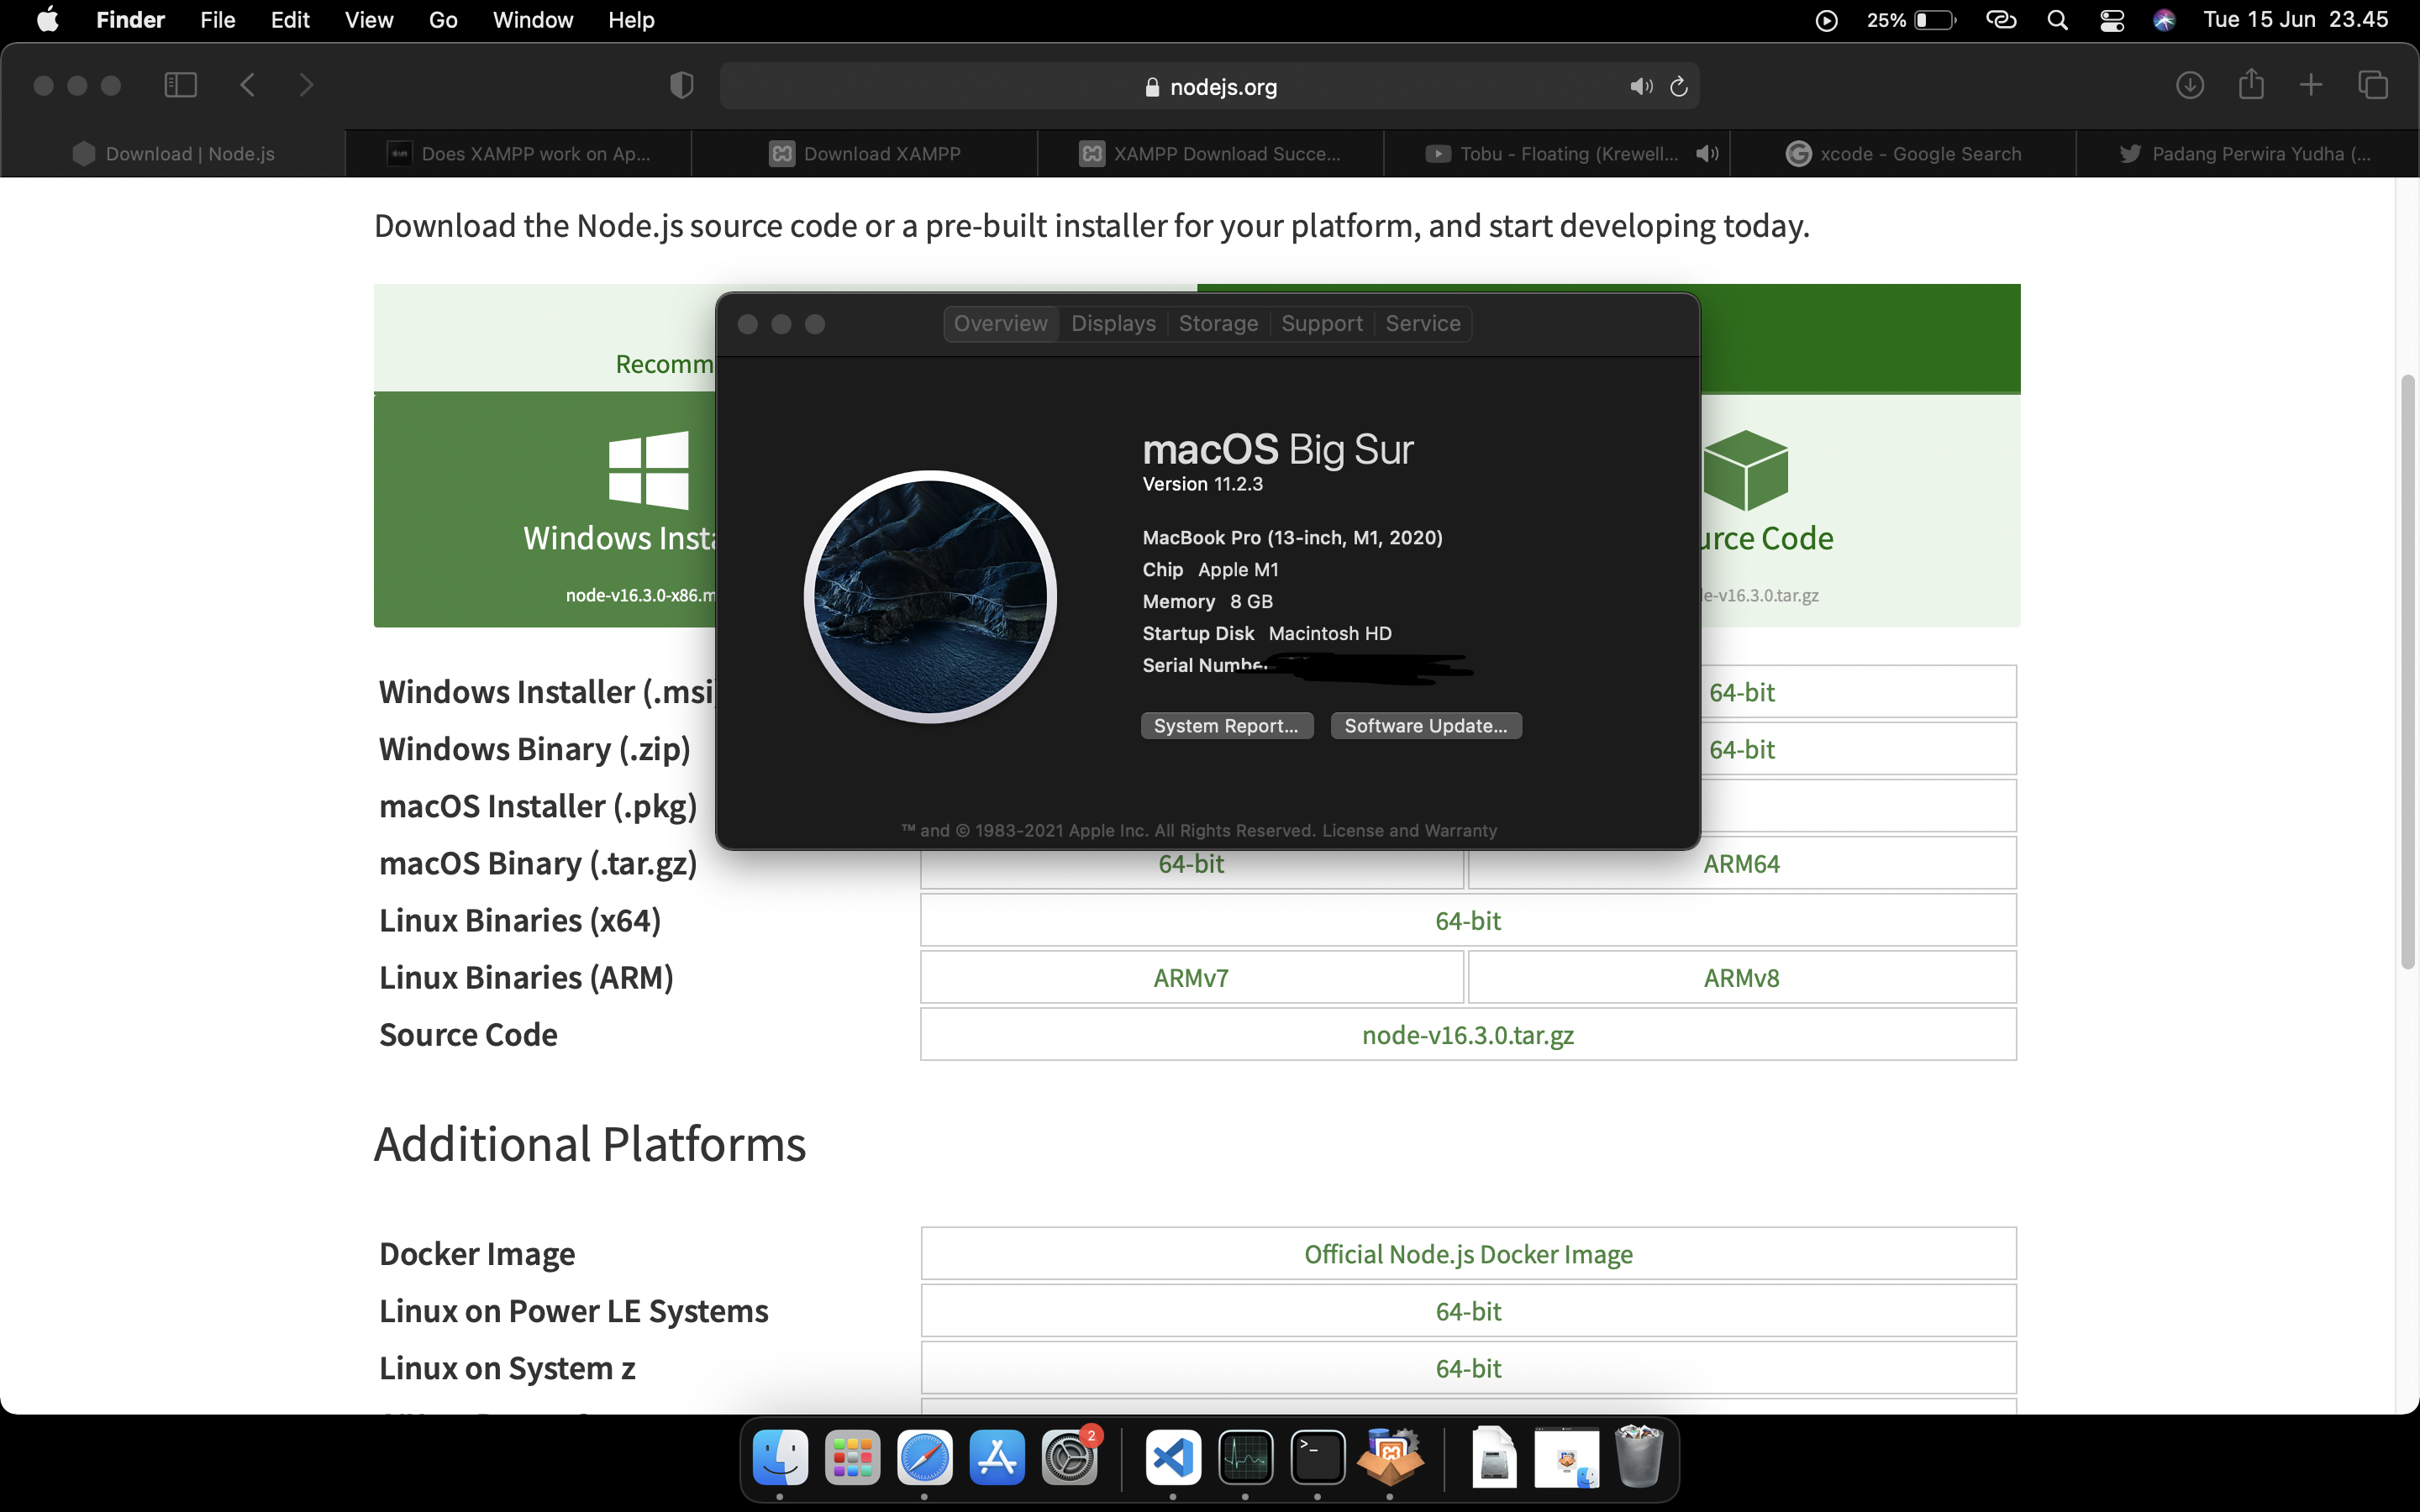 Finder File Edit View Go Window Help 25% Tue 15 Jun 23.45
nodejs.org
Download | Node.js Does XAMPP work on Ap... Download XAMPP XAMPP Download Succe... Tobu - Floating (Krewell... xcode - Google Search Padang Perwira Yudha (...
Download the Node.js source code or a pre-built installer for your platform, and start developing today.
Recomm
Windows Insta
node-v16.3.0-x86.m
urce Code
e-v16.3.0.tar.gz
Overview Displays Storage Support Service
macOS Big Sur
Version 11.2.3
MacBook Pro (13-inch, M1, 2020)
Chip Apple M1
Memory 8 GB
Startup Disk Macintosh HD
Serial Number
System Report... Software Update...
™ and © 1983-2021 Apple Inc. All Rights Reserved. License and Warranty
Windows Installer (.msi) 64-bit
Windows Binary (.zip) 64-bit
macOS Installer (.pkg)
macOS Binary (.tar.gz) 64-bit ARM64
Linux Binaries (x64) 64-bit
Linux Binaries (ARM) ARMv7 ARMv8
Source Code node-v16.3.0.tar.gz
Additional Platforms
Docker Image Official Node.js Docker Image
Linux on Power LE Systems 64-bit
Linux on System z 64-bit
2